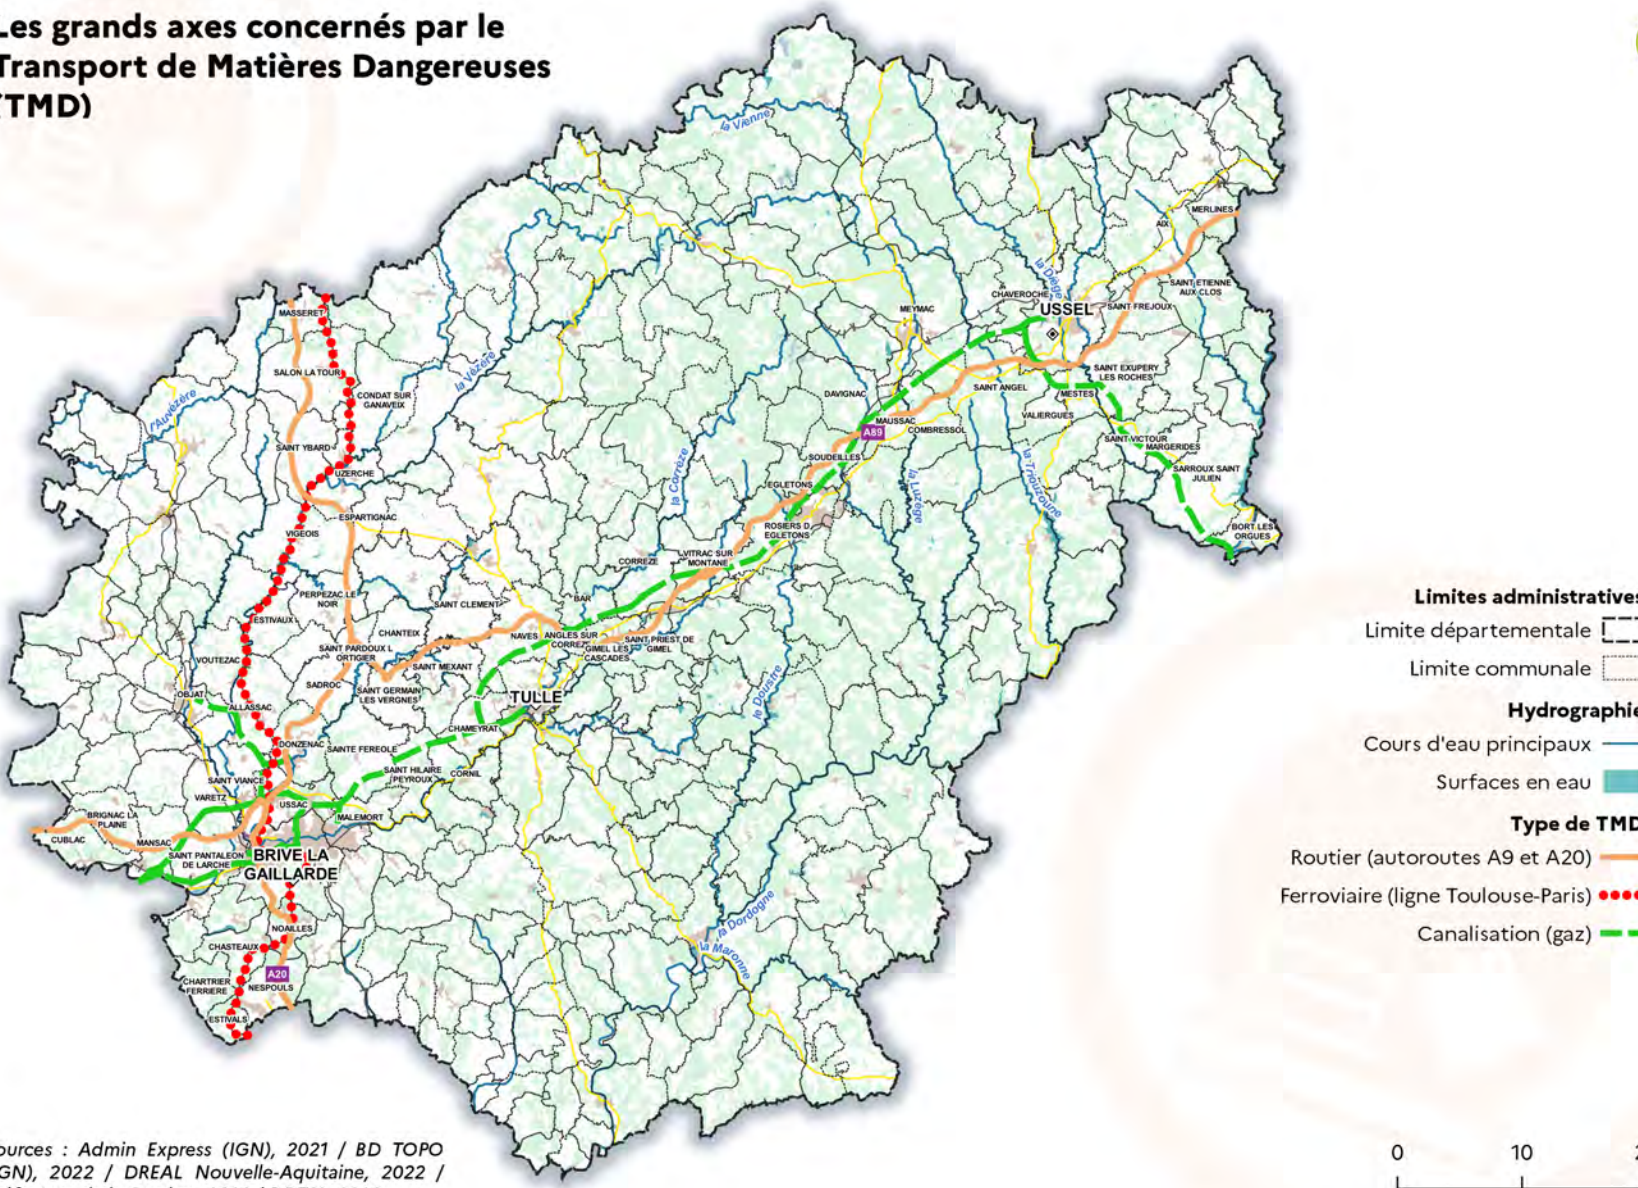 Les grands axes concernés par le
Transport de Matières Dangereuses
(TMD)
la Vienne
MERLINES
AIX
la Diège
SAINT ETIENNE
AUX CLOS
CHAVEROCHE
USSEL
SAINT FREJOUX
MEYMAC
MASSERET
SALON LA TOUR
la Vézère
CONDAT SUR
GANAVEIX
l'Auvézère
SAINT EXUPERY
LES ROCHES
SAINT ANGEL
MESTES
DAVIGNAC
VALIERGUES
MAUSSAC
A89
COMBRESSOL
SAINT VICTOUR
MARGERIDES
SAINT YBARD
SOUDEILLES
UZERCHE
SARROUX SAINT
JULIEN
la Corrèze
EGLETONS
la Luzège
la Triouzoune
ESPARTIGNAC
ROSIERS D
EGLETONS
BORT LES
ORGUES
VIGEOIS
VITRAC SUR
MONTANE
CORREZE
PERPEZAC LE
NOIR
BAR
SAINT CLEMENT
ESTIVAUX
CHANTEIX
NAVES
ANGLES SUR
CORREZ
SAINT PRIEST DE
GIMEL
GIMEL LES
CASCADES
SAINT PARDOUX L
ORTIGIER
VOUTEZAC
SAINT MEXANT
SADROC
SAINT GERMAIN
LES VERGNES
OBJAT
TULLE
la Doustre
ALLASSAC
CHAMEYRAT
DONZENAC
SAINTE FEREOLE
SAINT HILAIRE
PEYROUX
CORNIL
SAINT VIANCE
VARETZ
USSAC
MALEMORT
BRIGNAC LA
PLAINE
CUBLAC
MANSAC
SAINT PANTALEON
DE LARCHE
BRIVE LA
GAILLARDE
la Dordogne
la Maronne
NOAILLES
CHASTEAUX
A20
CHARTRIER
FERRIERE
NESPOULS
ESTIVALS
Limites administratives
Limite départementale
Limite communale
Hydrographie
Cours d'eau principaux
Surfaces en eau
Type de TMD
Routier (autoroutes A9 et A20)
Ferroviaire (ligne Toulouse-Paris)
Canalisation (gaz)
0 10
ources : Admin Express (IGN), 2021 / BD TOPO
GN), 2022 / DREAL Nouvelle-Aquitaine, 2022 /